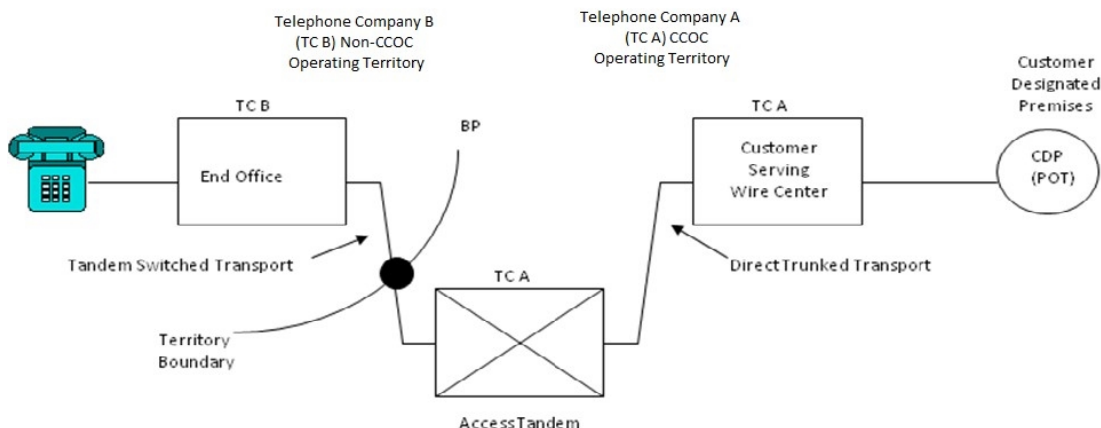 Telephone Company B
(TC B) Non-CCOC
Operating Territory
Telephone Company A
(TC A) CCOC
Operating Territory
Customer
Designated
Premises
TC B
End Office
BP
TC A
Customer
Serving
Wire Center
CDP
(POT)
Tandem Switched Transport
TC A
Direct Trunked Transport
Territory
Boundary
Access Tandem